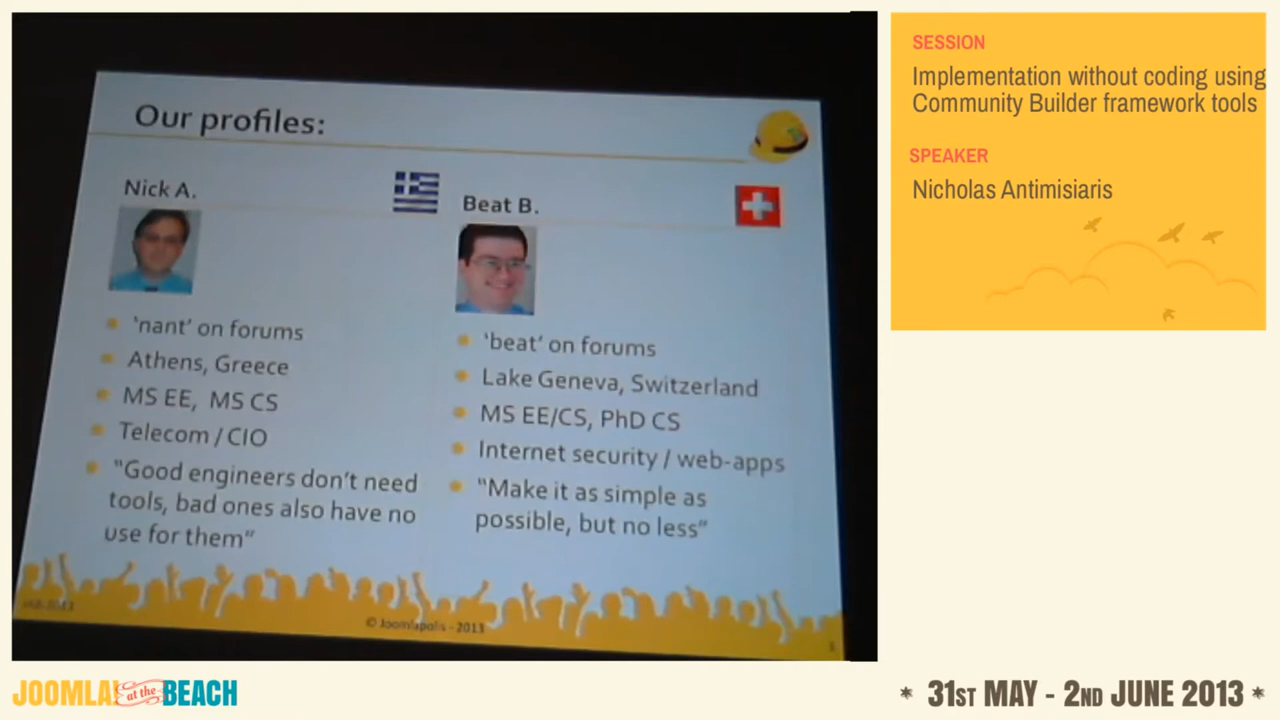 Our profiles:
Nick A.
'nant' on forums
Athens, Greece
MS EE, MS CS
Telecom / CIO
"Good engineers don't need
tools, bad ones also have no
use for them"
Beat B.
'beat' on forums
Lake Geneva, Switzerland
MS EE/CS, PhD CS
Internet security / web-apps
"Make it as simple as
possible, but no less"
© Joomlapolis - 2013
SESSION
Implementation without coding using
Community Builder framework tools
SPEAKER
Nicholas Antimisiaris
JOOMLA! at the BEACH
* 31ST MAY - 2ND JUNE 2013 *